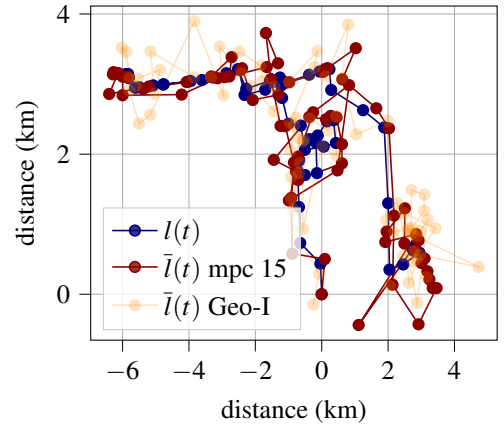 4
2
0
distance (km)
l(t)
l̄(t) mpc 15
l̄(t) Geo-I
−6 −4 −2 0 2 4
distance (km)